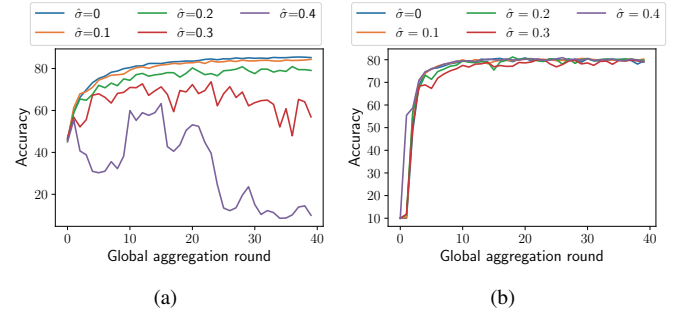 σ̂=0 σ̂=0.2 σ̂=0.4
σ̂=0.1 σ̂=0.3
80
60
40
20
Accuracy
0 10 20 30 40
Global aggregation round
(a)
σ̂=0 σ̂ = 0.2 σ̂ = 0.4
σ̂ = 0.1 σ̂ = 0.3
80
70
60
50
40
30
20
10
Accuracy
0 10 20 30 40
Global aggregation round
(b)